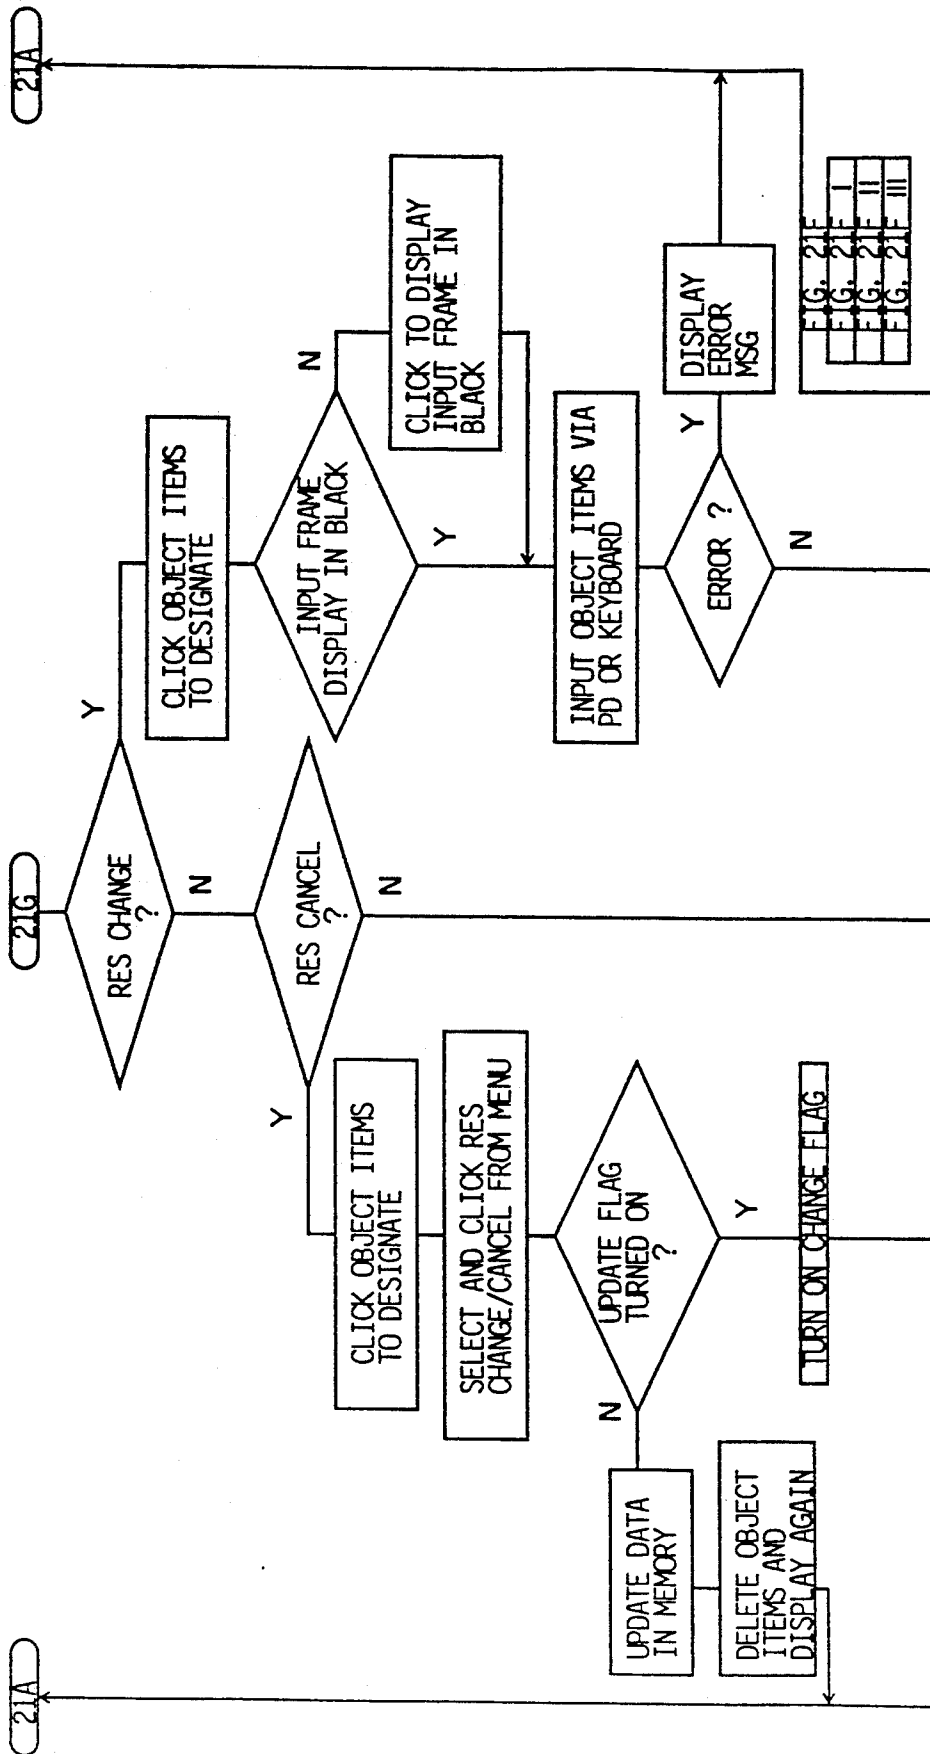 21A
21G
21A
RES CHANGE
?
Y
N
CLICK OBJECT ITEMS
TO DESIGNATE
RES CANCEL
?
Y
N
INPUT FRAME
DISPLAY IN BLACK
N
Y
CLICK TO DISPLAY
INPUT FRAME IN
BLACK
CLICK OBJECT ITEMS
TO DESIGNATE
SELECT AND CLICK RES
CHANGE/CANCEL FROM MENU
INPUT OBJECT ITEMS VIA
PD OR KEYBOARD
UPDATE FLAG
TURNED ON
?
N
Y
ERROR ?
Y
N
DISPLAY
ERROR
MSG
UPDATE DATA
IN MEMORY
DELETE OBJECT
ITEMS AND
DISPLAY AGAIN
TURN ON CHANGE FLAG
FIG. 21F
FIG. 21F I
FIG. 21F II
FIG. 21F III